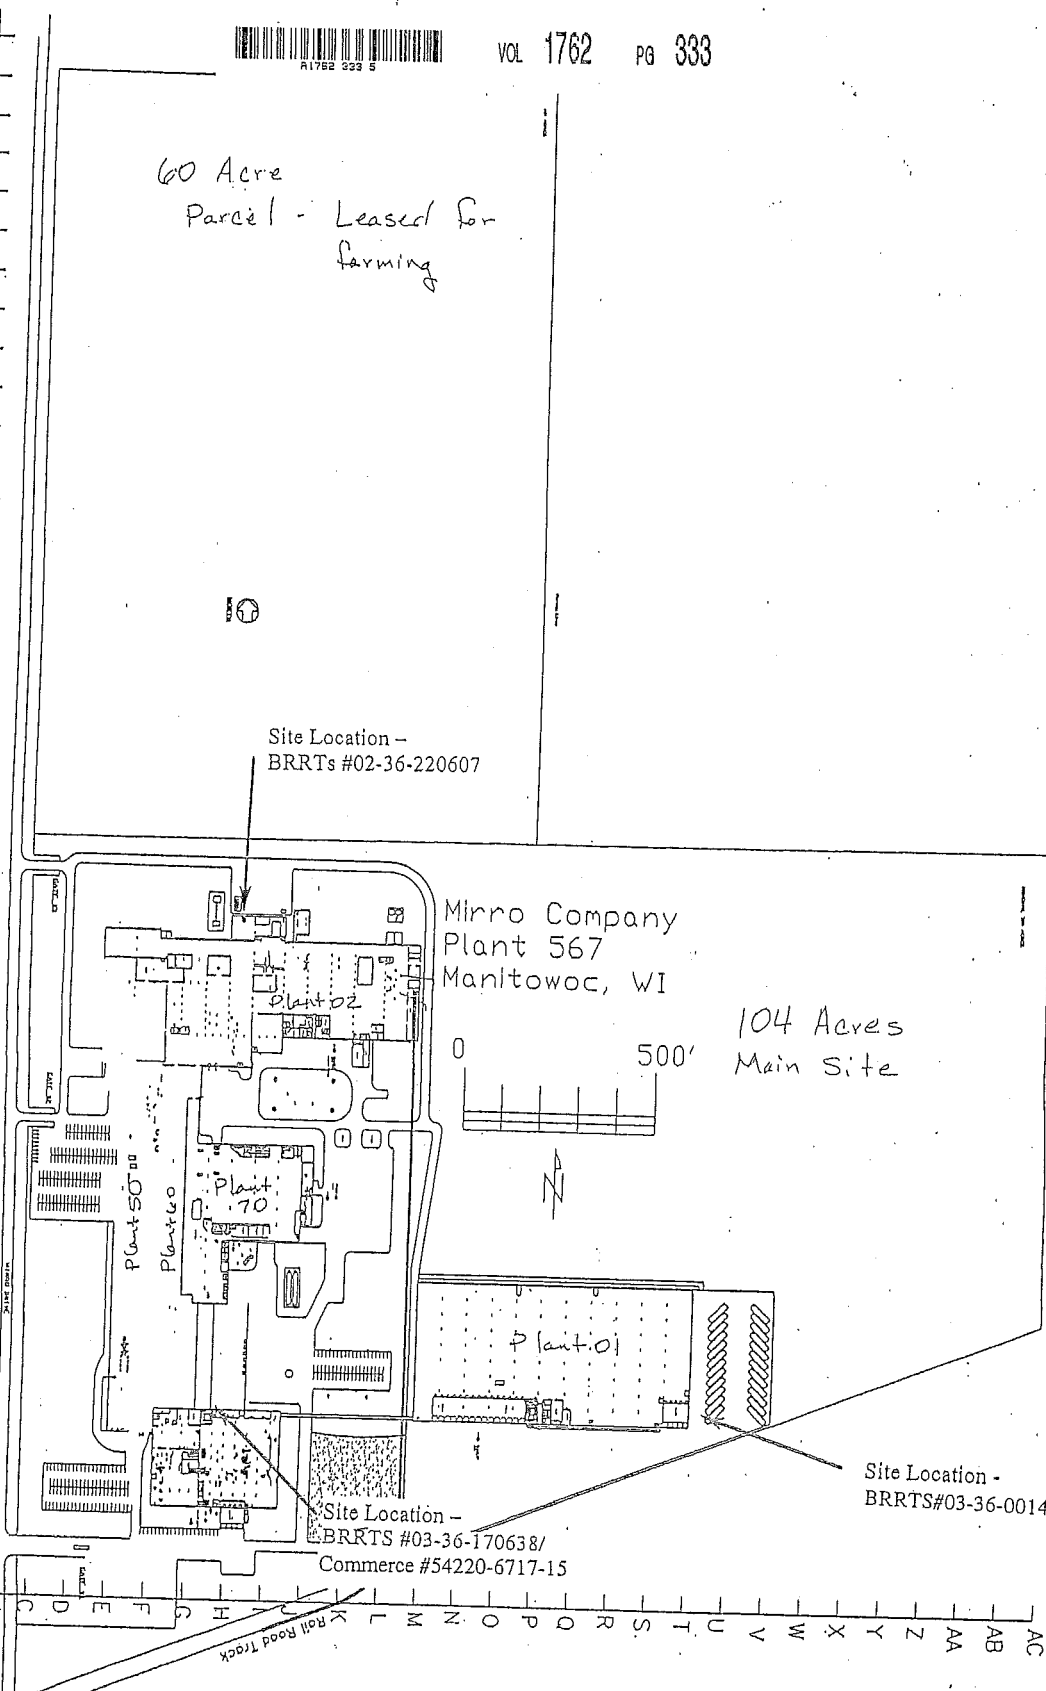 A1762 333 5
VOL 1762 PG 333
60 Acre
Parcel - Leased for
farming
Site Location –
BRRTs #02-36-220607
Mirro Company
Plant 567
Manitowoc, WI
104 Acres
Main Site
0 500'
Plant 02
Plant 50
Plant 60
Plant 70
Plant 01
Site Location -
BRRTS#03-36-0014
Site Location –
BRRTS #03-36-170638/
Commerce #54220-6717-15
C D E F G H I J K L M N O P Q R S T U V W X Y Z AA AB AC
Rail Road Track